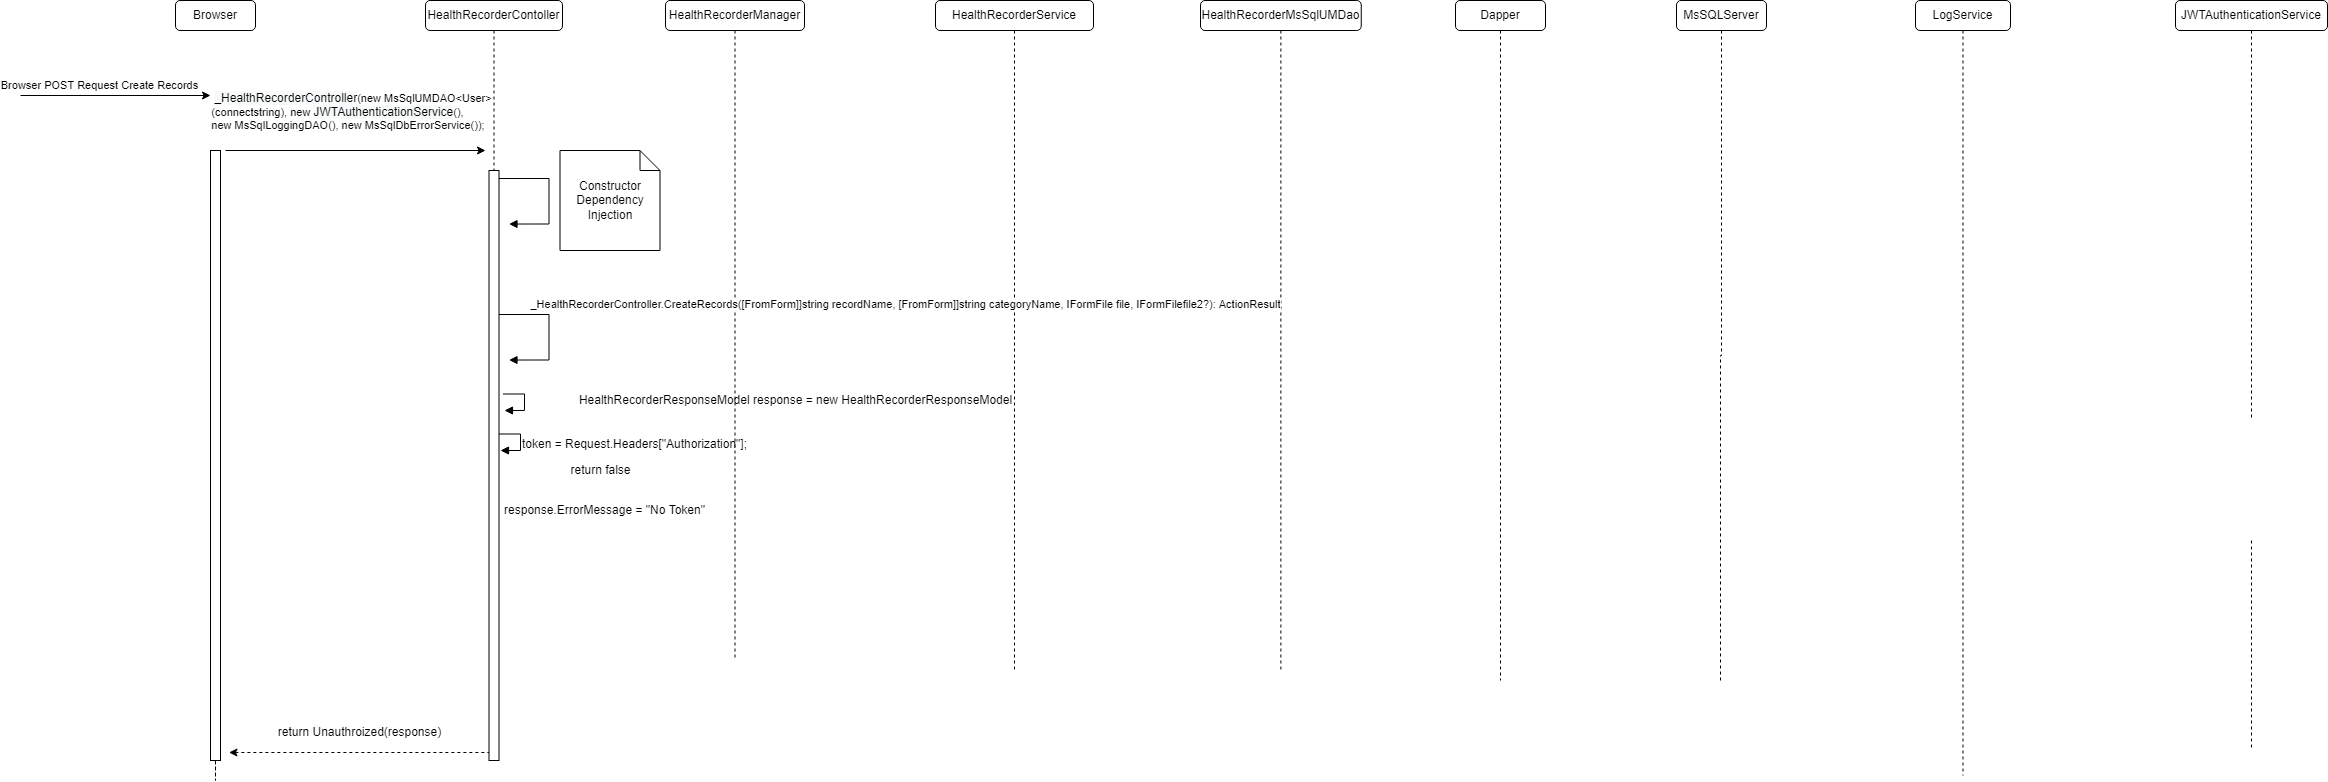 Browser
HealthRecorderContoller
HealthRecorderManager
HealthRecorderService
HealthRecorderMsSqlUMDao
Dapper
MsSQLServer
LogService
JWTAuthenticationService
Browser POST Request Create Records
_HealthRecorderController(new MsSqlUMDAO<User>
(connectstring), new JWTAuthenticationService(),
new MsSqlLoggingDAO(), new MsSqlDbErrorService());
Constructor
Dependency
Injection
_HealthRecorderController.CreateRecords([FromForm]]string recordName, [FromForm]]string categoryName, IFormFile file, IFormFilefile2?): ActionResult
HealthRecorderResponseModel response = new HealthRecorderResponseModel
token = Request.Headers["Authorization"];
return false
response.ErrorMessage = "No Token"
return Unauthroized(response)